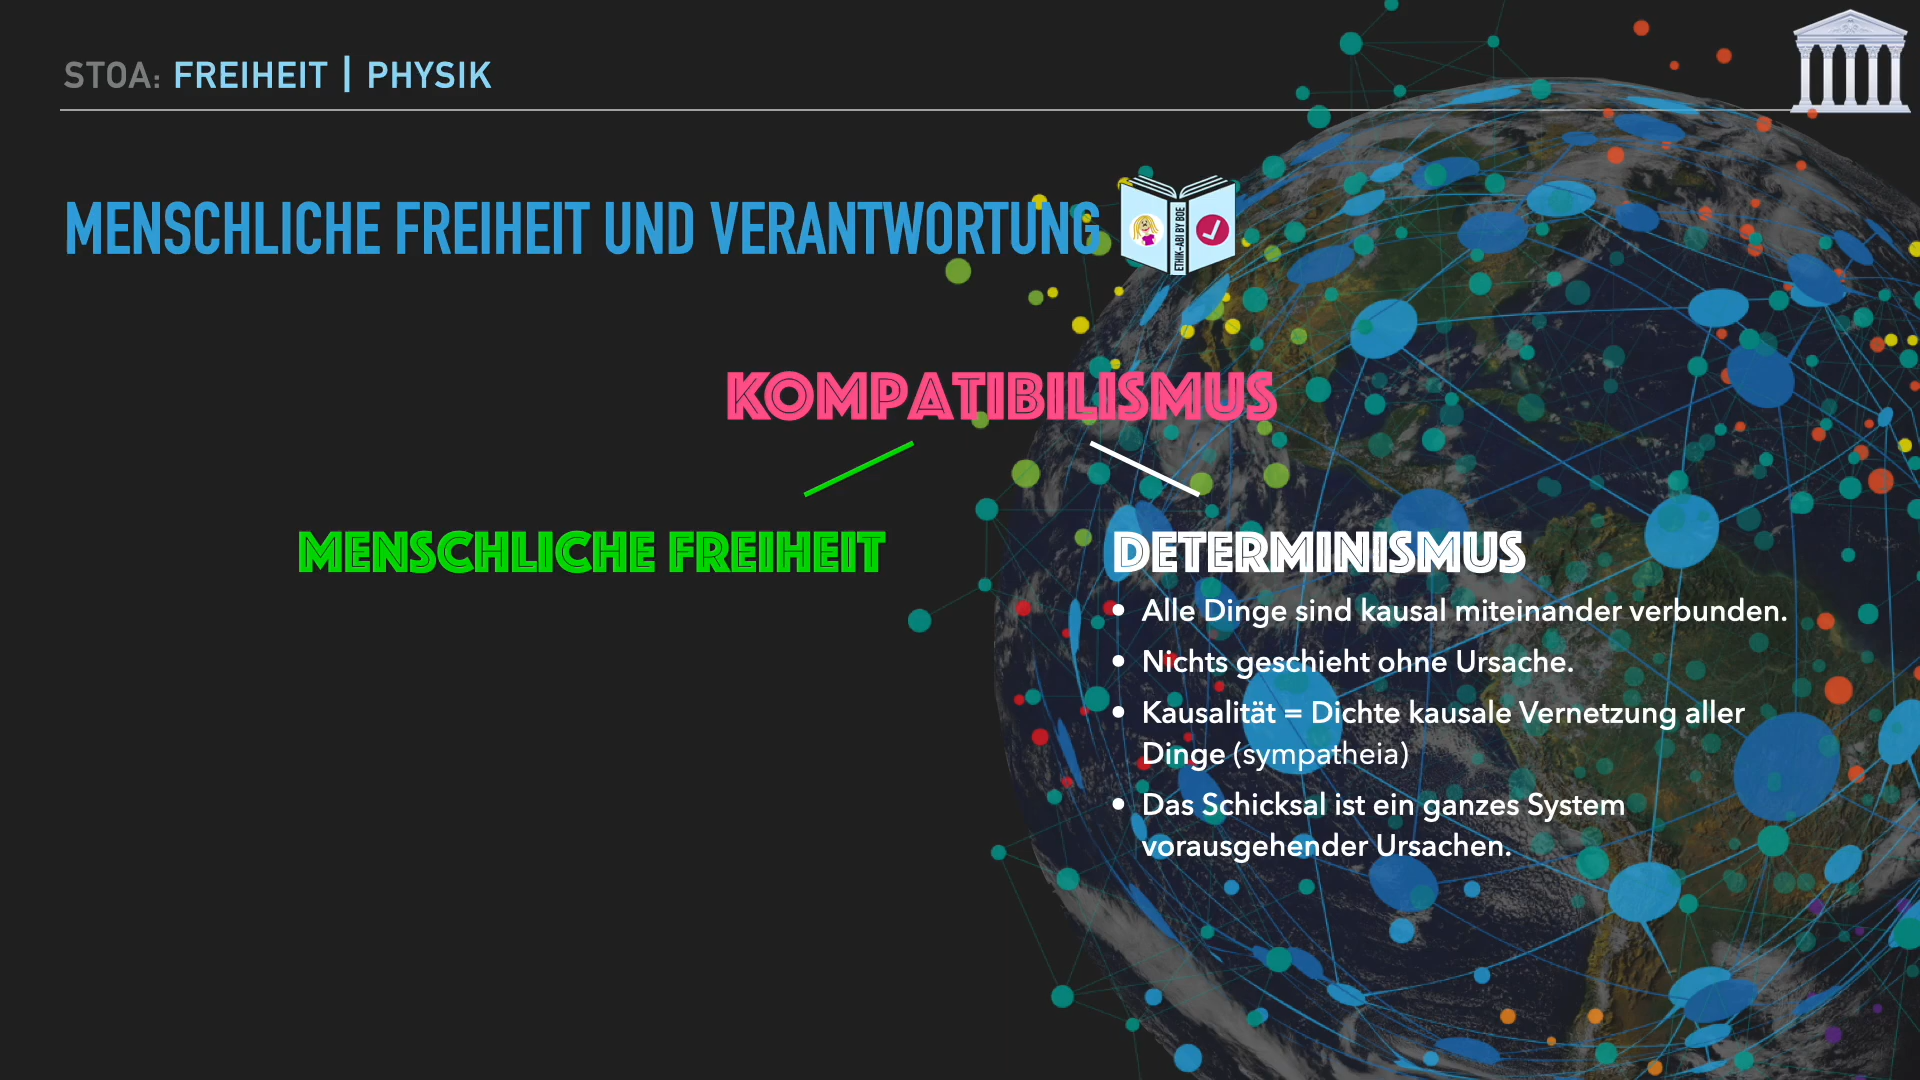 STOA: FREIHEIT | PHYSIK
MENSCHLICHE FREIHEIT UND VERANTWORTUNG
ETHIK-ABI BY BOE
KOMPATIBILISMUS
MENSCHLICHE FREIHEIT
DETERMINISMUS
• Alle Dinge sind kausal miteinander verbunden.
• Nichts geschieht ohne Ursache.
• Kausalität = Dichte kausale Vernetzung aller
Dinge (sympatheia)
• Das Schicksal ist ein ganzes System
vorausgehender Ursachen.